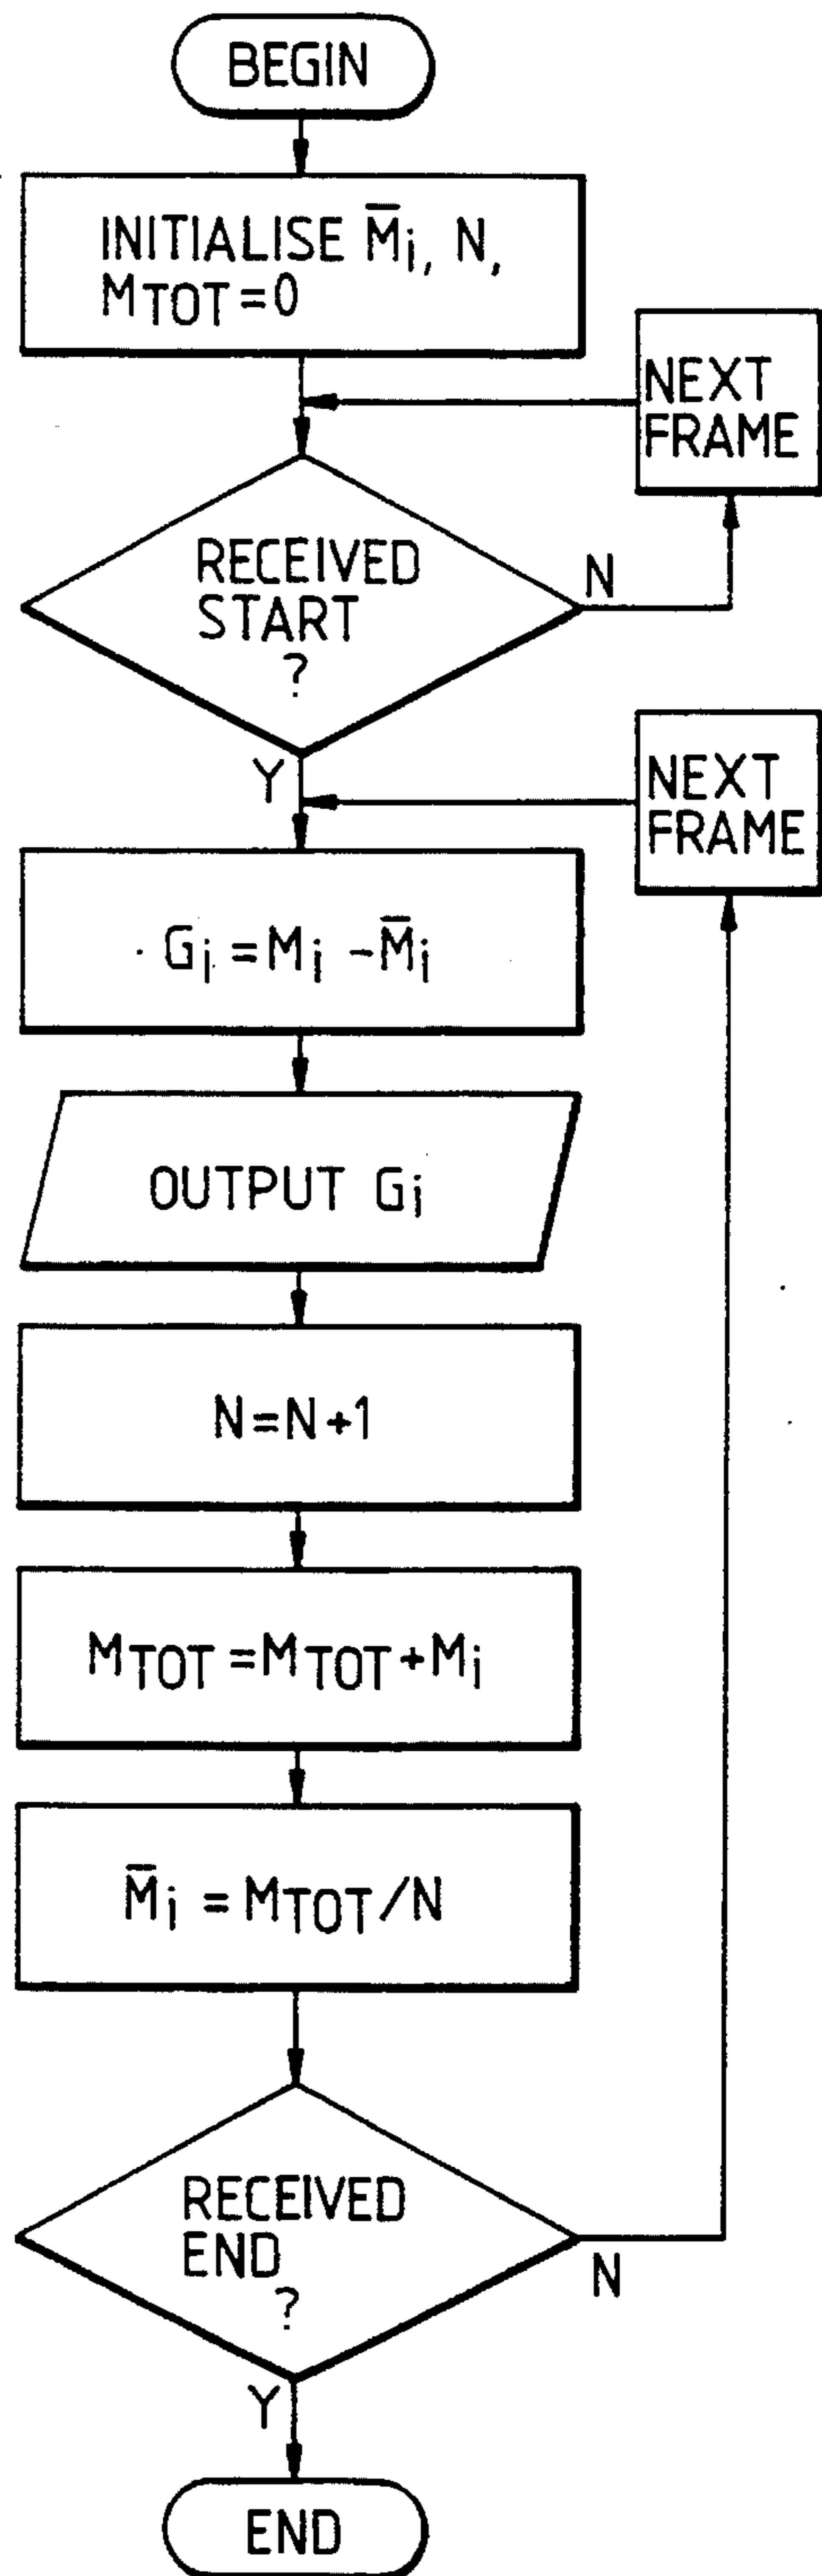 BEGIN
INITIALISE M̄i, N,
MTOT=0
NEXT
FRAME
RECEIVED
START
?
N
Y
NEXT
FRAME
Gi = Mi - M̄i
OUTPUT Gi
N=N+1
MTOT=MTOT+Mi
M̄i = MTOT/N
RECEIVED
END
?
N
Y
END